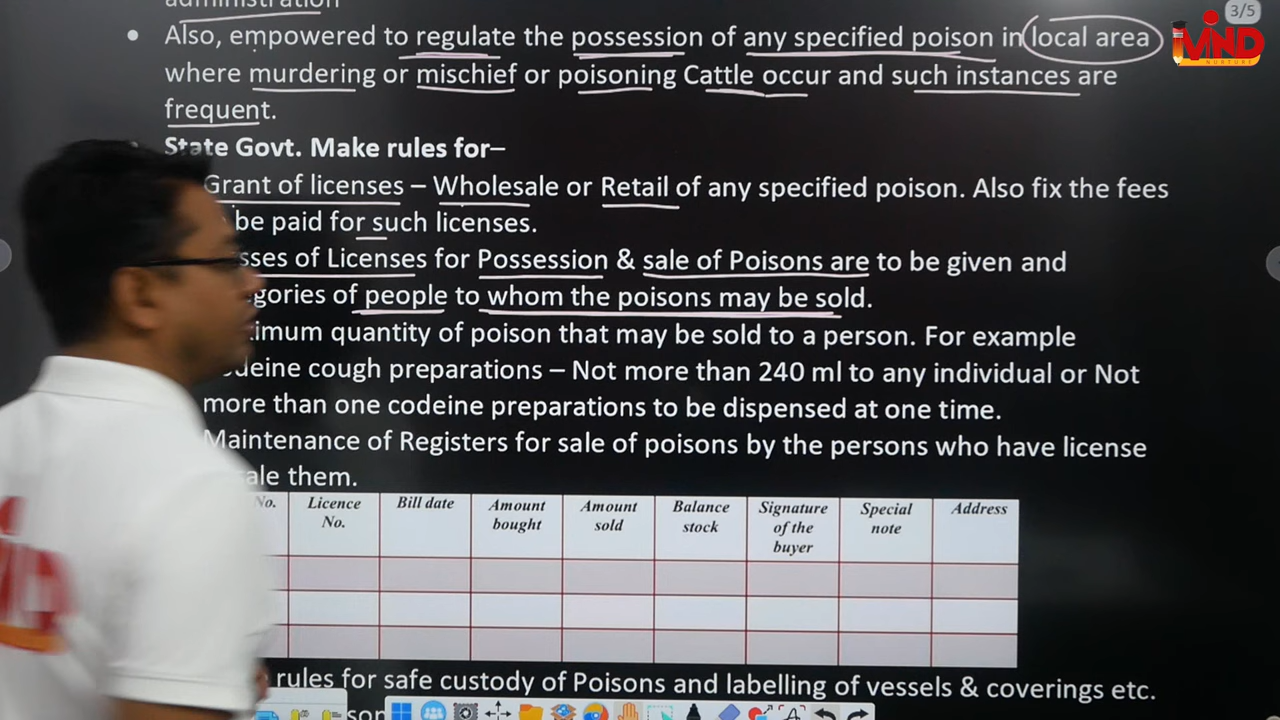 administration
3/5
• Also, empowered to regulate the possession of any specified poison in local area
MIND
NURTURE
where murdering or mischief or poisoning Cattle occur and such instances are
frequent.
State Govt. Make rules for–
Grant of licenses – Wholesale or Retail of any specified poison. Also fix the fees
be paid for such licenses.
sses of Licenses for Possession & sale of Poisons are to be given and
gories of people to whom the poisons may be sold.
imum quantity of poison that may be sold to a person. For example
deine cough preparations – Not more than 240 ml to any individual or Not
more than one codeine preparations to be dispensed at one time.
Maintenance of Registers for sale of poisons by the persons who have license
ale them.
No. Licence No. Bill date Amount bought Amount sold Balance stock Signature of the buyer Special note Address
rules for safe custody of Poisons and labelling of vessels & coverings etc.